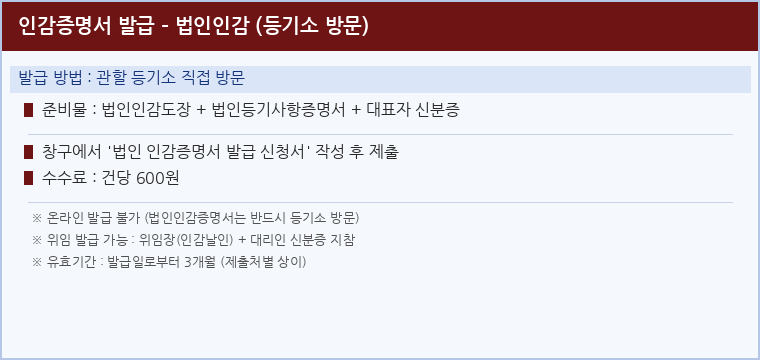 인감증명서 발급 - 법인인감 (등기소 방문)
발급 방법 : 관할 등기소 직접 방문
준비물 : 법인인감도장 + 법인등기사항증명서 + 대표자 신분증
창구에서 '법인 인감증명서 발급 신청서' 작성 후 제출
수수료 : 건당 600원
※ 온라인 발급 불가 (법인인감증명서는 반드시 등기소 방문)
※ 위임 발급 가능 : 위임장(인감날인) + 대리인 신분증 지참
※ 유효기간 : 발급일로부터 3개월 (제출처별 상이)